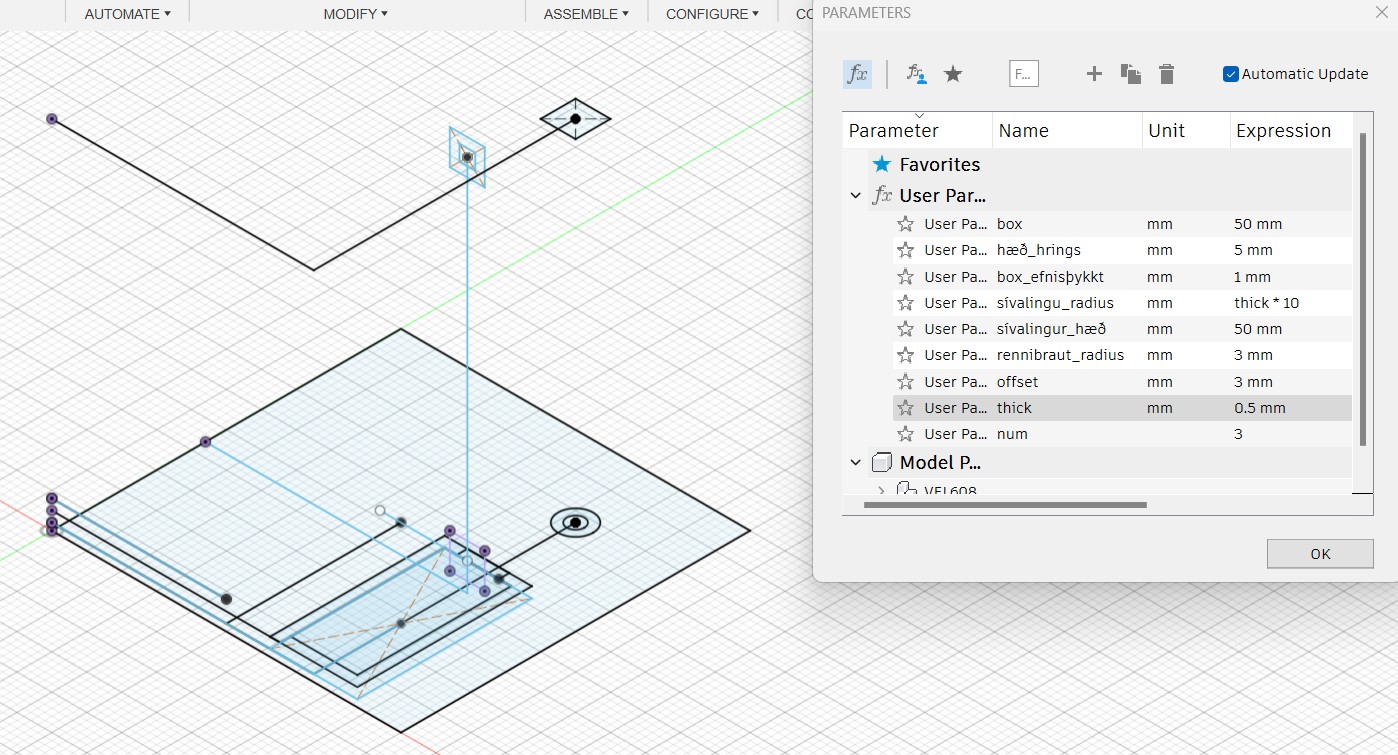 AUTOMATE MODIFY ASSEMBLE CONFIGURE CO
PARAMETERS
fx fx F... Automatic Update
Parameter Name Unit Expression
Favorites
fx User Par...
User Pa... box mm 50 mm
User Pa... hæð_hrings mm 5 mm
User Pa... box_efnisþykkt mm 1 mm
User Pa... sívalingu_radius mm thick * 10
User Pa... sívalingur_hæð mm 50 mm
User Pa... rennibraut_radius mm 3 mm
User Pa... offset mm 3 mm
User Pa... thick mm 0.5 mm
User Pa... num 3
Model P...
OK